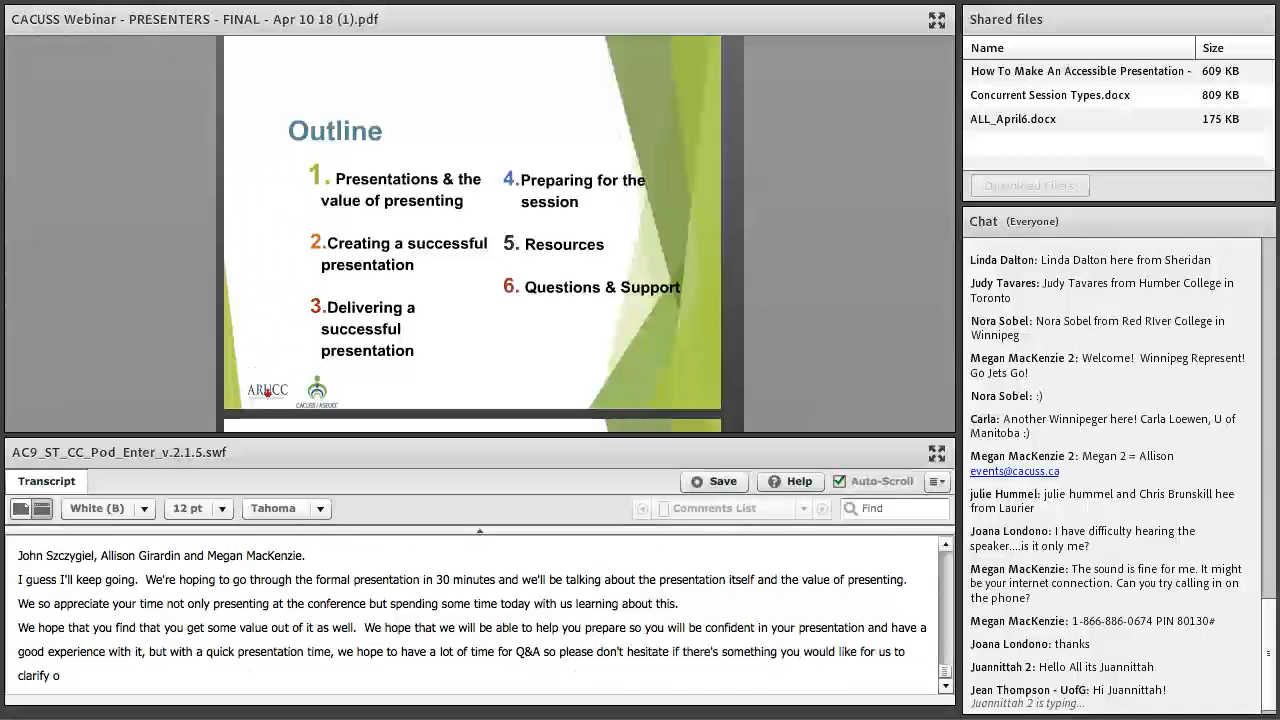 CACUSS Webinar - PRESENTERS - FINAL - Apr 10 18 (1).pdf
Outline
1. Presentations & the
value of presenting
2.Creating a successful
presentation
3.Delivering a
successful
presentation
4.Preparing for the
session
5. Resources
6. Questions & Support
ARUCC
CACUSS / ASEUCC
AC9_ST_CC_Pod_Enter_v.2.1.5.swf
Transcript
Save
Help
Auto-Scroll
White (B)
12 pt
Tahoma
Comments List
Find
John Szczygiel, Allison Girardin and Megan MacKenzie.
I guess I'll keep going.  We're hoping to go through the formal presentation in 30 minutes and we'll be talking about the presentation itself and the value of presenting.
We so appreciate your time not only presenting at the conference but spending some time today with us learning about this.
We hope that you find that you get some value out of it as well.  We hope that we will be able to help you prepare so you will be confident in your presentation and have a
good experience with it, but with a quick presentation time, we hope to have a lot of time for Q&A so please don't hesitate if there's something you would like for us to
clarify o
Shared files
Name Size
How To Make An Accessible Presentation - 609 KB
Concurrent Session Types.docx 809 KB
ALL_April6.docx 175 KB
Download File(s)
Chat (Everyone)
Linda Dalton: Linda Dalton here from Sheridan
Judy Tavares: Judy Tavares from Humber College in
Toronto
Nora Sobel: Nora Sobel from Red RIver College in
Winnipeg
Megan MacKenzie 2: Welcome!  Winnipeg Represent!
Go Jets Go!
Nora Sobel: :)
Carla: Another Winnipeger here! Carla Loewen, U of
Manitoba :)
Megan MacKenzie 2: Megan 2 = Allison
events@cacuss.ca
julie Hummel: julie hummel and Chris Brunskill hee
from Laurier
Joana Londono: I have difficulty hearing the
speaker....is it only me?
Megan MacKenzie: The sound is fine for me. It might
be your internet connection. Can you try calling in on
the phone?
Megan MacKenzie: 1-866-886-0674 PIN 80130#
Joana Londono: thanks
Juannittah 2: Hello All its Juannittah
Jean Thompson - UofG: Hi Juannittah!
Juannittah 2 is typing...